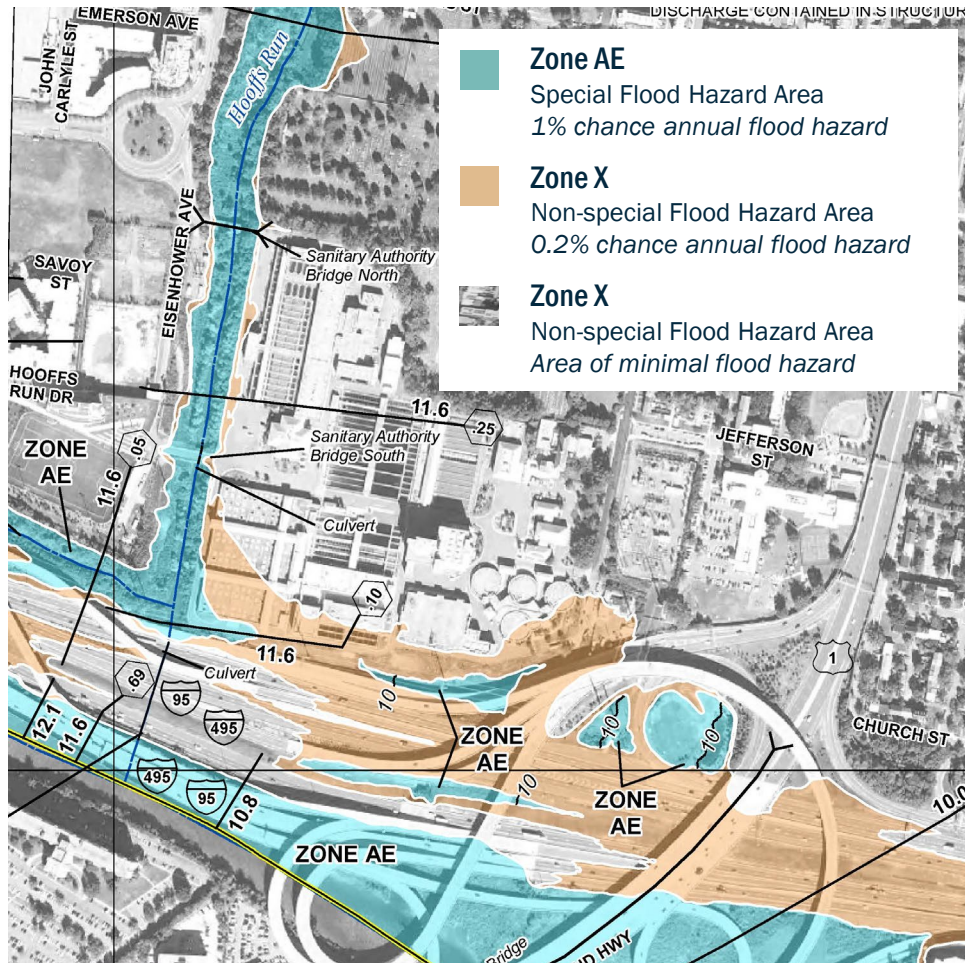 EMERSON AVE
DISCHARGE CONTAINED IN STRUCTUR
JOHN
CARLYLE ST
Hooffs Run
Zone AE
Special Flood Hazard Area
1% chance annual flood hazard
Zone X
Non-special Flood Hazard Area
0.2% chance annual flood hazard
Zone X
Non-special Flood Hazard Area
Area of minimal flood hazard
EISENHOWER AVE
Sanitary Authority
Bridge North
SAVOY
ST
HOOFFS
RUN DR
11.6
.25
ZONE
AE
.05
11.6
Sanitary Authority
Bridge South
JEFFERSON
ST
Culvert
.10
11.6
Culvert
1
.69
95
495
10
10
10
CHURCH ST
12.1
11.6
ZONE
AE
495
95
10
10.8
ZONE
AE
10.0
ZONE AE
Bridge
ND HWY